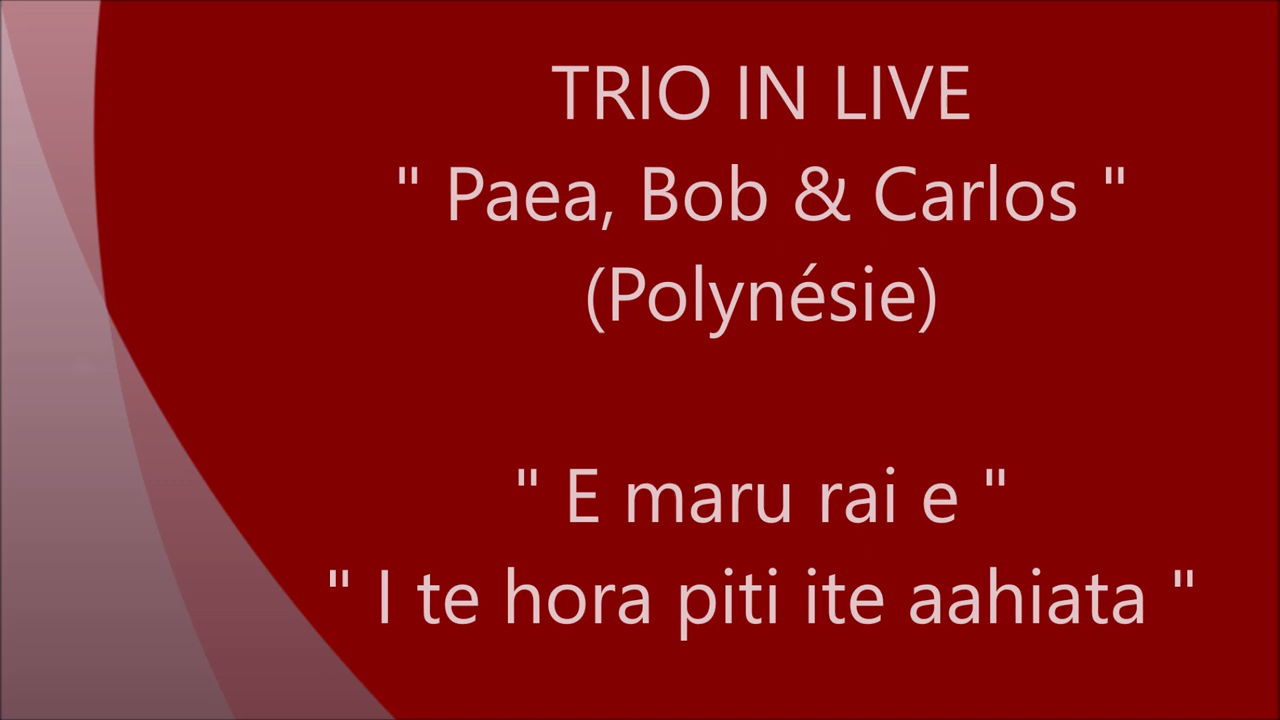 TRIO IN LIVE
" Paea, Bob & Carlos "
(Polynésie)
" E maru rai e "
" I te hora piti ite aahiata "